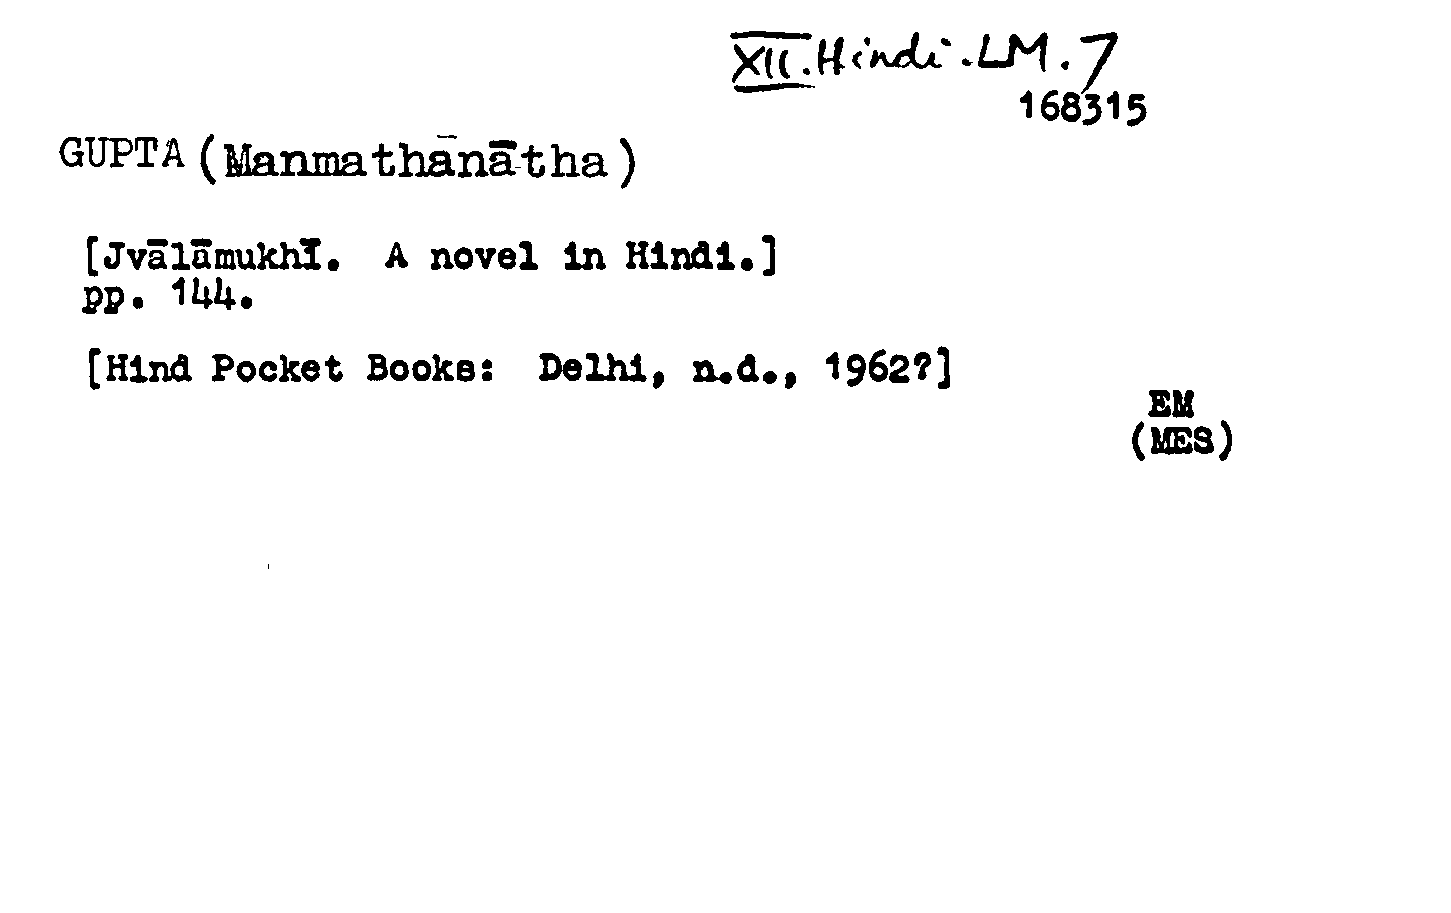 XII.Hindi.LM.7
168315
GUPTA (Manmathānātha)
[Jvālāmukhī. A novel in Hindi.]
pp. 144.
[Hind Pocket Books: Delhi, n.d., 1962?]
EM
(MES)